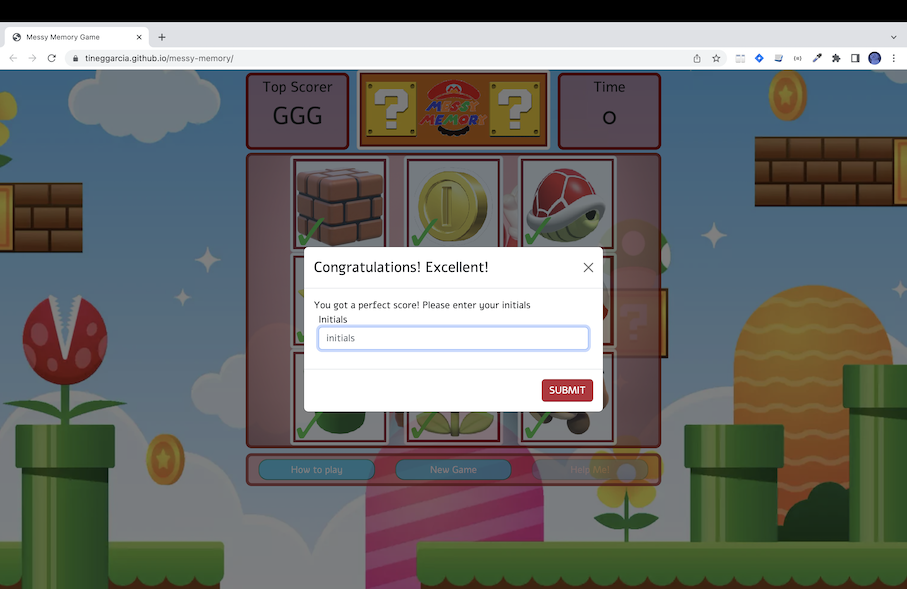 Messy Memory Game
tineggarcia.github.io/messy-memory/
Top Scorer
GGG
MESSY
MEMORY
Time
0
Congratulations! Excellent!
You got a perfect score! Please enter your initials
Initials
initials
SUBMIT
How to play
New Game
Help Me!